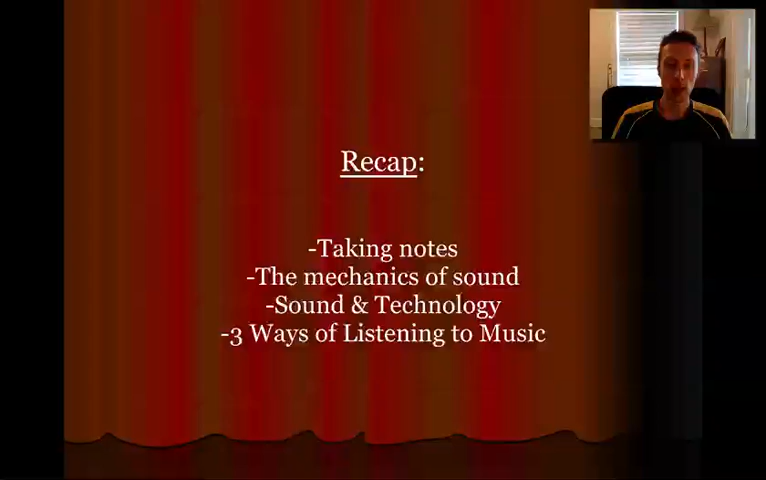 Recap:
-Taking notes
-The mechanics of sound
-Sound & Technology
-3 Ways of Listening to Music